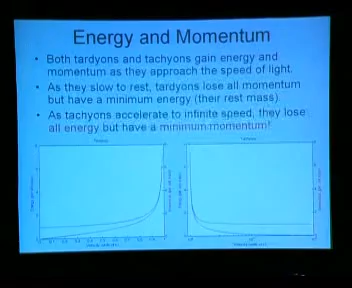 Energy and Momentum
• Both tardyons and tachyons gain energy and
momentum as they approach the speed of light.
• As they slow to rest, tardyons lose all momentum
but have a minimum energy (their rest mass).
• As tachyons accelerate to infinite speed, they lose
all energy but have a minimum momentum!
Tardyons
Tachyons